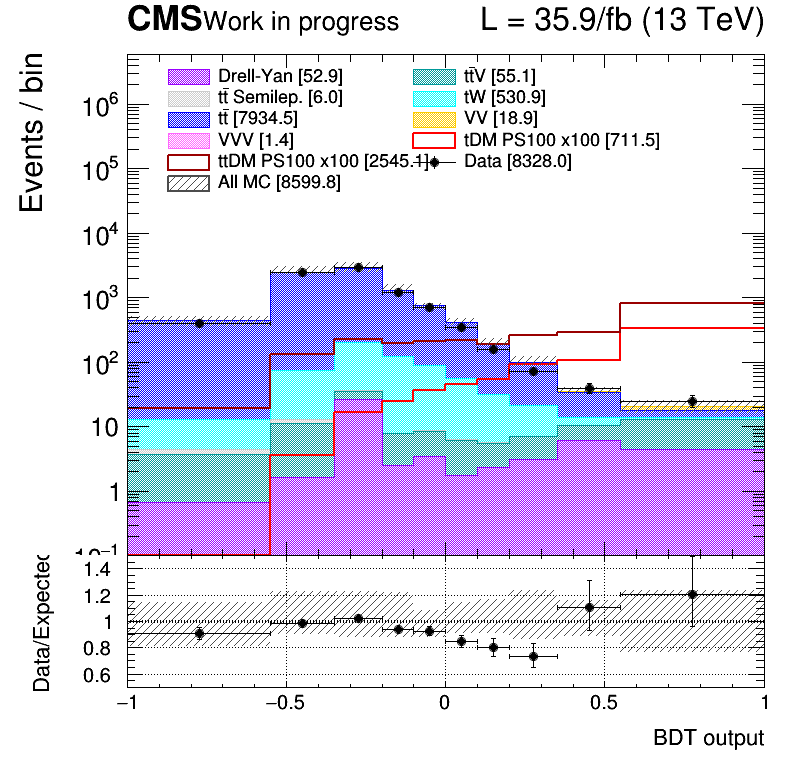 CMS Work in progress L = 35.9/fb (13 TeV)
Events / bin
Drell-Yan [52.9] tt̄V [55.1]
tt̄ Semilep. [6.0] tW [530.9]
tt̄ [7934.5] VV [18.9]
VVV [1.4] tDM PS100 x100 [711.5]
ttDM PS100 x100 [2545.1] Data [8328.0]
All MC [8599.8]
10⁶
10⁵
10⁴
10³
10²
10
1
10⁻¹
Data/Expected
1.4
1.2
1
0.8
0.6
−1 −0.5 0 0.5 1
BDT output